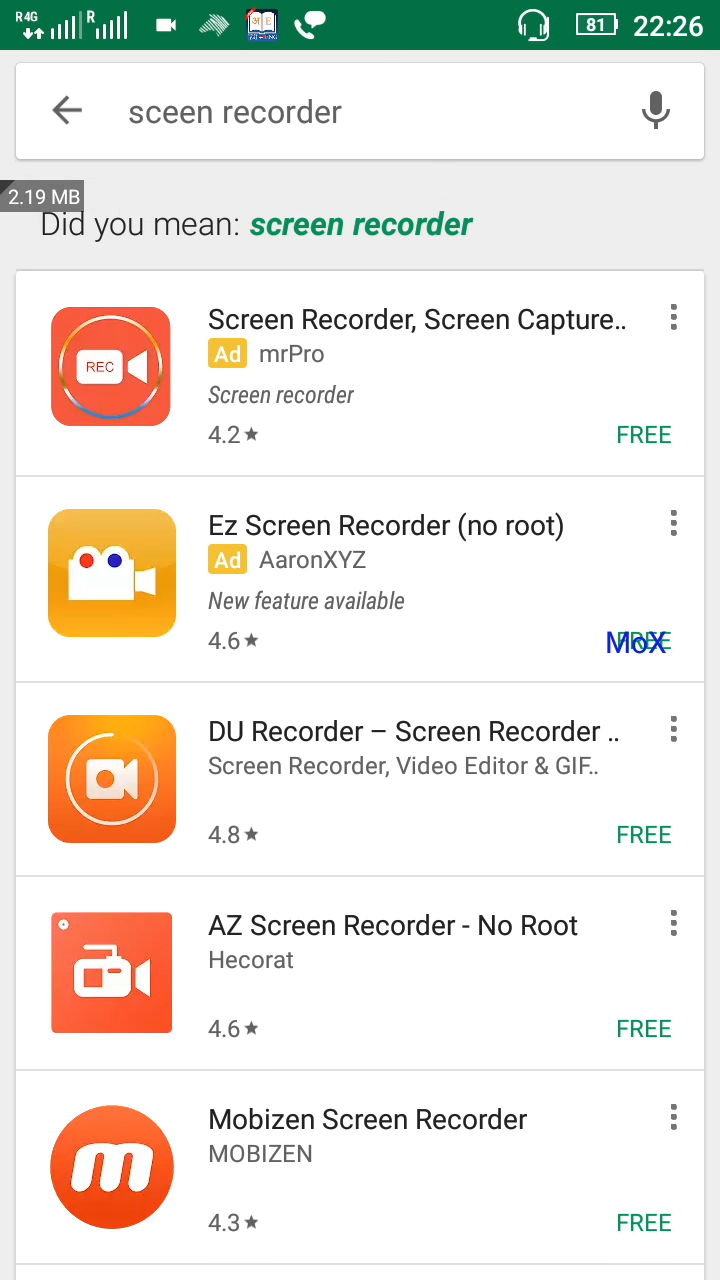 R4G R 81 22:26
sceen recorder
2.19 MB
Did you mean: screen recorder
REC
Screen Recorder, Screen Capture..
Ad mrPro
Screen recorder
4.2★ FREE
Ez Screen Recorder (no root)
Ad AaronXYZ
New feature available
4.6★ FREE
MoX
DU Recorder – Screen Recorder ..
Screen Recorder, Video Editor & GIF..
4.8★ FREE
AZ Screen Recorder - No Root
Hecorat
4.6★ FREE
m
Mobizen Screen Recorder
MOBIZEN
4.3★ FREE